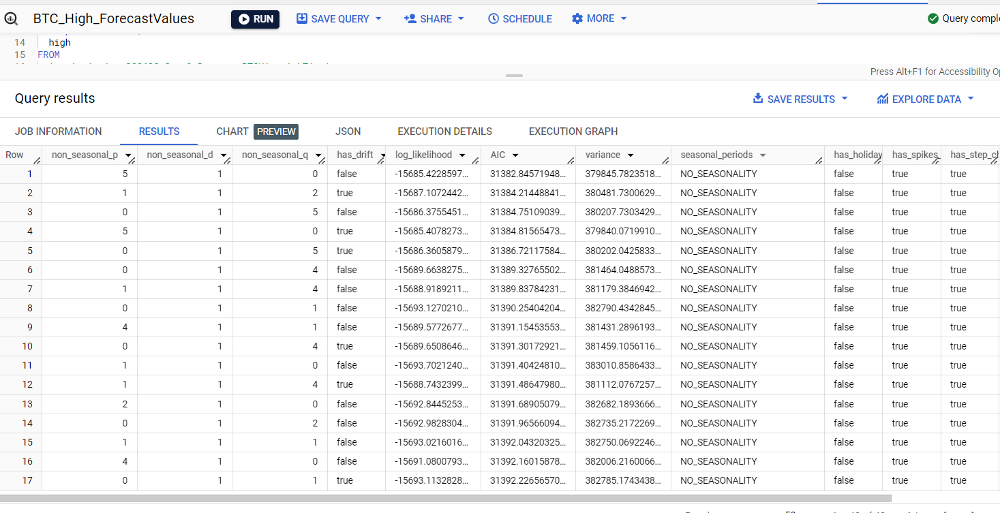 BTC_High_ForecastValues RUN SAVE QUERY SHARE SCHEDULE MORE Query comple
14 high
15 FROM
Press Alt+F1 for Accessibility Op
Query results SAVE RESULTS EXPLORE DATA
JOB INFORMATION RESULTS CHART PREVIEW JSON EXECUTION DETAILS EXECUTION GRAPH
Row non_seasonal_p non_seasonal_d non_seasonal_q has_drift log_likelihood AIC variance seasonal_periods has_holiday has_spikes_ has_step_ch
1 5 1 0 false -15685.4228597... 31382.84571948... 379845.7823518... NO_SEASONALITY false true true
2 1 1 2 true -15687.1072442... 31384.21448841... 380481.7300629... NO_SEASONALITY false true true
3 0 1 5 false -15686.3755451... 31384.75109039... 380207.7303429... NO_SEASONALITY false true true
4 5 1 0 true -15685.4078273... 31384.81565473... 379840.0719910... NO_SEASONALITY false true true
5 0 1 5 true -15686.3605879... 31386.72117584... 380202.0425833... NO_SEASONALITY false true true
6 0 1 4 false -15689.6638275... 31389.32765502... 381464.0488573... NO_SEASONALITY false true true
7 1 1 4 false -15688.9189211... 31389.83784231... 381179.3846942... NO_SEASONALITY false true true
8 0 1 1 false -15693.1270210... 31390.25404204... 382790.4342845... NO_SEASONALITY false true true
9 4 1 1 false -15689.5772677... 31391.15453553... 381431.2896193... NO_SEASONALITY false true true
10 0 1 4 true -15689.6508646... 31391.30172921... 381459.1056116... NO_SEASONALITY false true true
11 1 1 0 false -15693.7021240... 31391.40424810... 383010.8586433... NO_SEASONALITY false true true
12 1 1 4 true -15688.7432399... 31391.48647980... 381112.0767257... NO_SEASONALITY false true true
13 2 1 0 false -15692.8445253... 31391.68905079... 382682.1893666... NO_SEASONALITY false true true
14 0 1 2 false -15692.9828304... 31391.96566094... 382735.2172269... NO_SEASONALITY false true true
15 1 1 1 false -15693.0216016... 31392.04320325... 382750.0692246... NO_SEASONALITY false true true
16 4 1 0 false -15691.0800793... 31392.16015878... 382006.2160066... NO_SEASONALITY false true true
17 0 1 1 true -15693.1132828... 31392.22656570... 382785.1743438... NO_SEASONALITY false true true